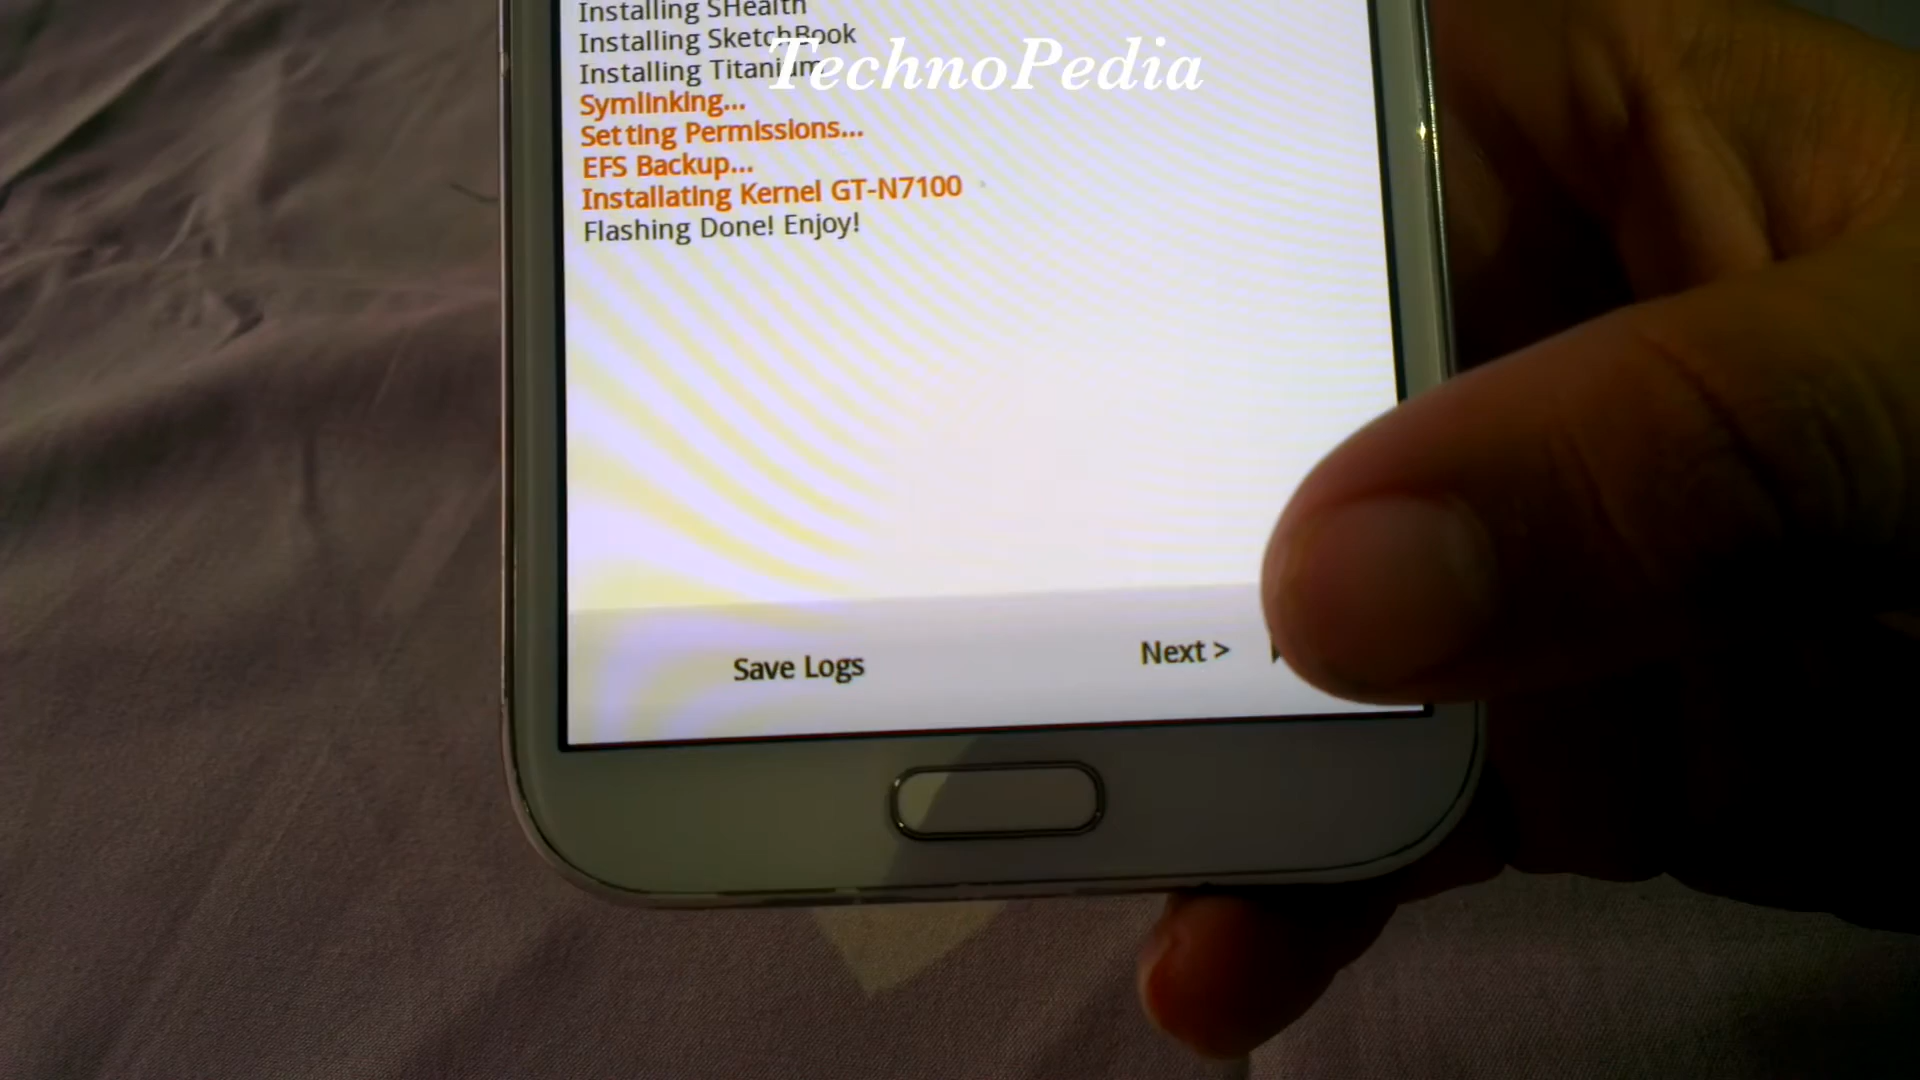 Installing SHealth
Installing SketchBook
Installing Titanium
TechnoPedia
Symlinking...
Setting Permissions...
EFS Backup...
Installating Kernel GT-N7100
Flashing Done! Enjoy!
Save Logs
Next >